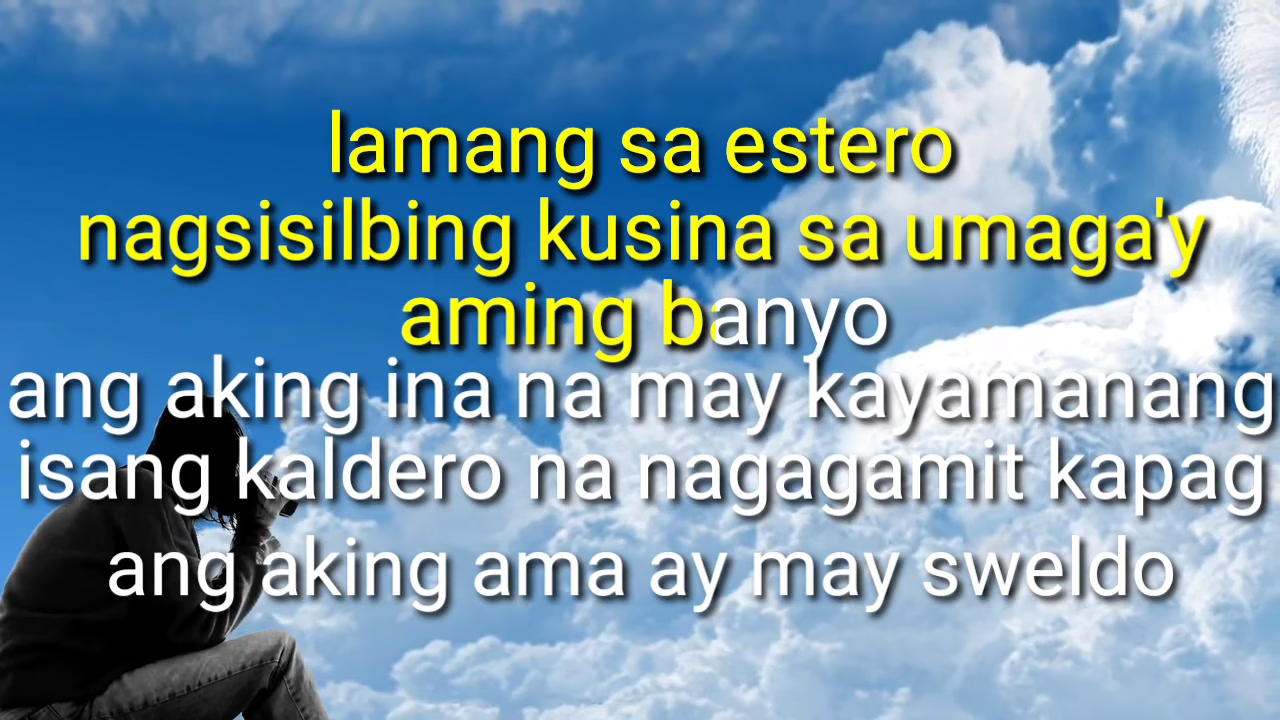 lamang sa estero
nagsisilbing kusina sa umaga'y
aming banyo
ang aking ina na may kayamanang
isang kaldero na nagagamit kapag
ang aking ama ay may sweldo